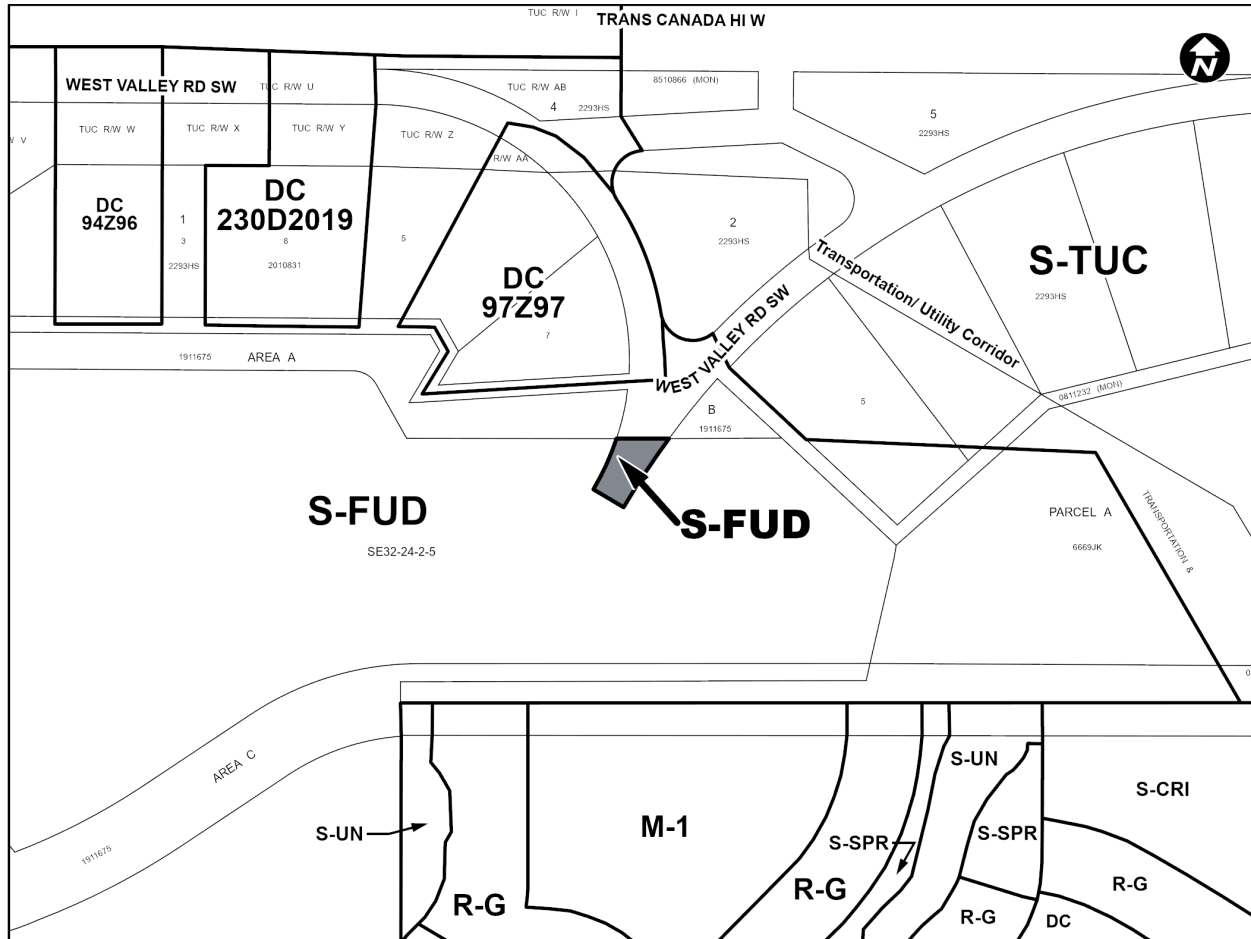 TUC R/W I
TRANS CANADA HI W
N
WEST VALLEY RD SW
TUC R/W U
TUC R/W AB
4
2293HS
8510866 (MON)
5
2293HS
W V
TUC R/W W
TUC R/W X
TUC R/W Y
TUC R/W Z
R/W AA
DC
94Z96
1
3
2293HS
DC
230D2019
8
2010831
5
DC
97Z97
7
2
2293HS
Transportation/ Utility Corridor
S-TUC
2293HS
WEST VALLEY RD SW
1911675
AREA A
0811232 (MON)
5
B
1911675
S-FUD
SE32-24-2-5
S-FUD
PARCEL A
6669JK
TRANSPORTATION &
0
AREA C
1911675
S-UN
R-G
M-1
R-G
S-SPR
S-UN
S-SPR
S-CRI
R-G
R-G
DC